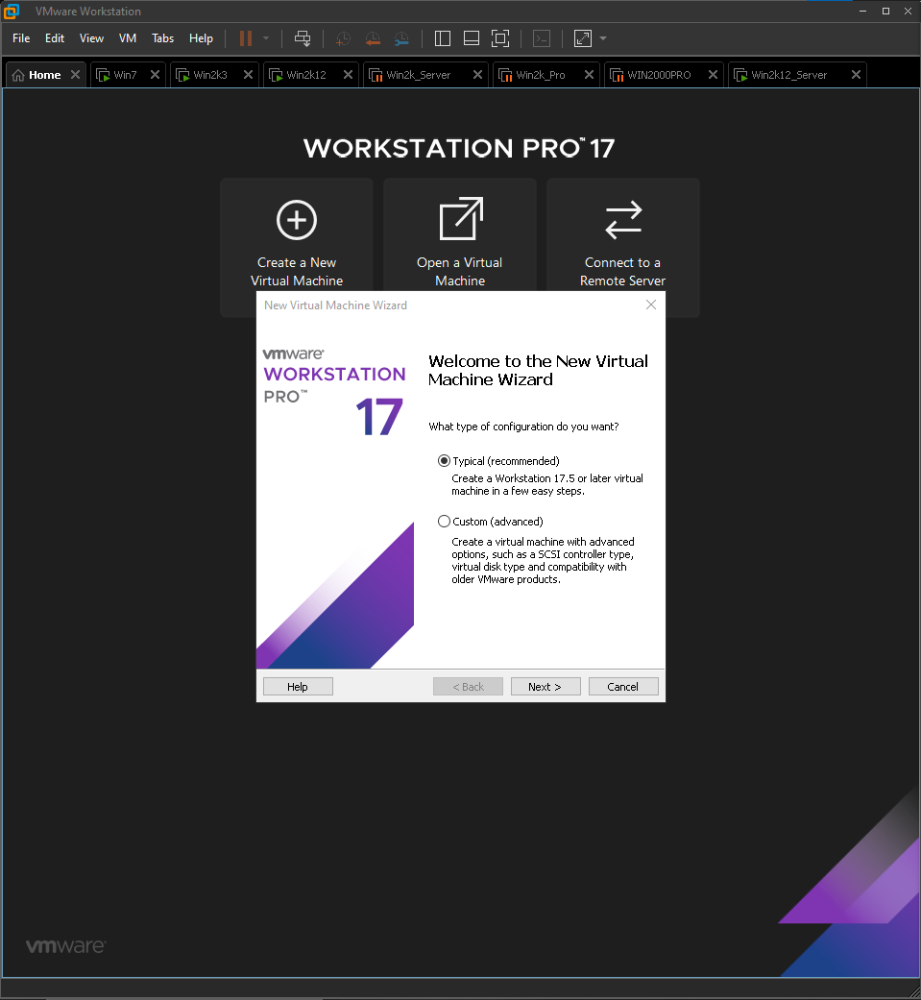 VMware Workstation
File Edit View VM Tabs Help
Home Win7 Win2k3 Win2k12 Win2k_Server Win2k_Pro WIN2000PRO Win2k12_Server
WORKSTATION PRO™ 17
Create a New
Virtual Machine
Open a Virtual
Machine
Connect to a
Remote Server
New Virtual Machine Wizard
vmware®
WORKSTATION
PRO™
17
Welcome to the New Virtual
Machine Wizard
What type of configuration do you want?
Typical (recommended)
Create a Workstation 17.5 or later virtual
machine in a few easy steps.
Custom (advanced)
Create a virtual machine with advanced
options, such as a SCSI controller type,
virtual disk type and compatibility with
older VMware products.
Help < Back Next > Cancel
vmware®